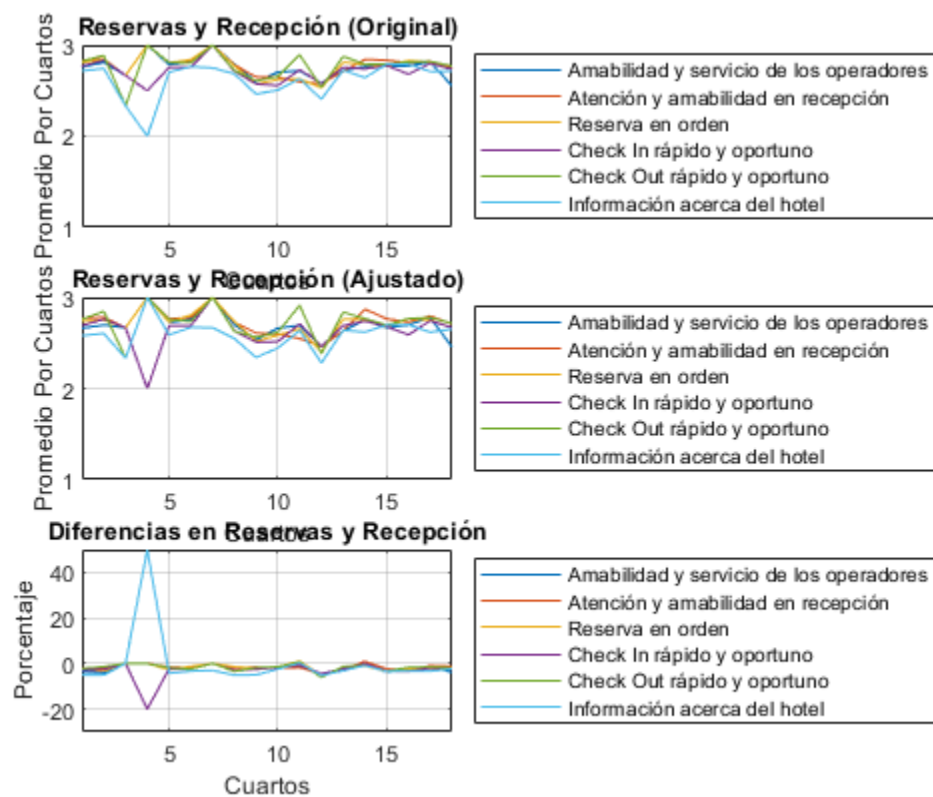 Reservas y Recepción (Original)
Promedio Por Cuartos
3
2
1
5
10
15
Cuartos
Amabilidad y servicio de los operadores
Atención y amabilidad en recepción
Reserva en orden
Check In rápido y oportuno
Check Out rápido y oportuno
Información acerca del hotel
Reservas y Recepción (Ajustado)
Promedio Por Cuartos
3
2
1
5
10
15
Cuartos
Amabilidad y servicio de los operadores
Atención y amabilidad en recepción
Reserva en orden
Check In rápido y oportuno
Check Out rápido y oportuno
Información acerca del hotel
Diferencias en Reservas y Recepción
Porcentaje
40
20
0
-20
5
10
15
Cuartos
Amabilidad y servicio de los operadores
Atención y amabilidad en recepción
Reserva en orden
Check In rápido y oportuno
Check Out rápido y oportuno
Información acerca del hotel